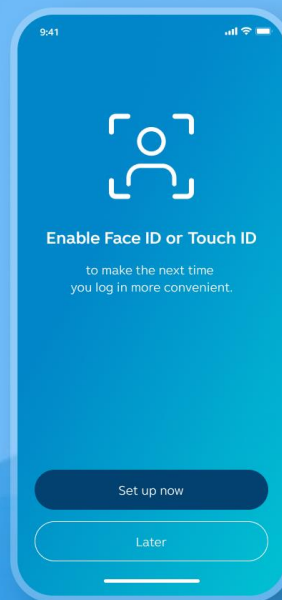 9:41
Enable Face ID or Touch ID
to make the next time
you log in more convenient.
Set up now
Later